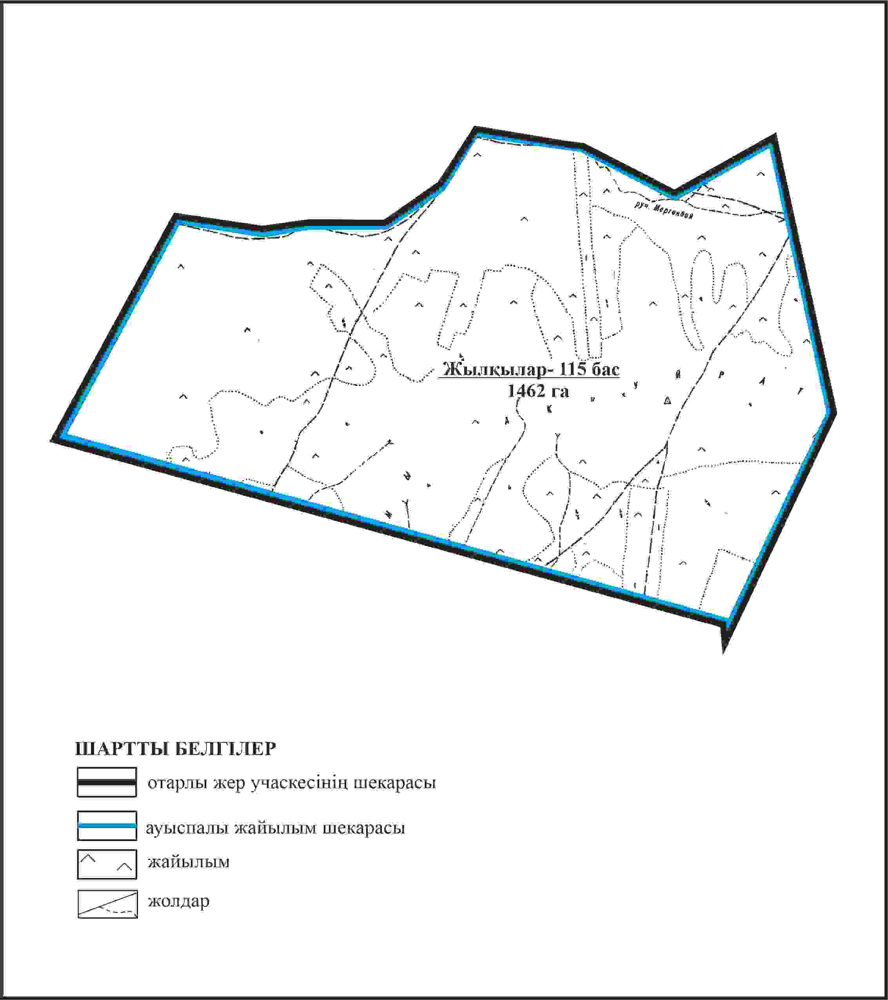 руч. Мергенбай
Жылқылар- 115 бас
1462 га
ШАРТТЫ БЕЛГІЛЕР
отарлы жер учаскесінің шекарасы
ауыспалы жайылым шекарасы
жайылым
жолдар